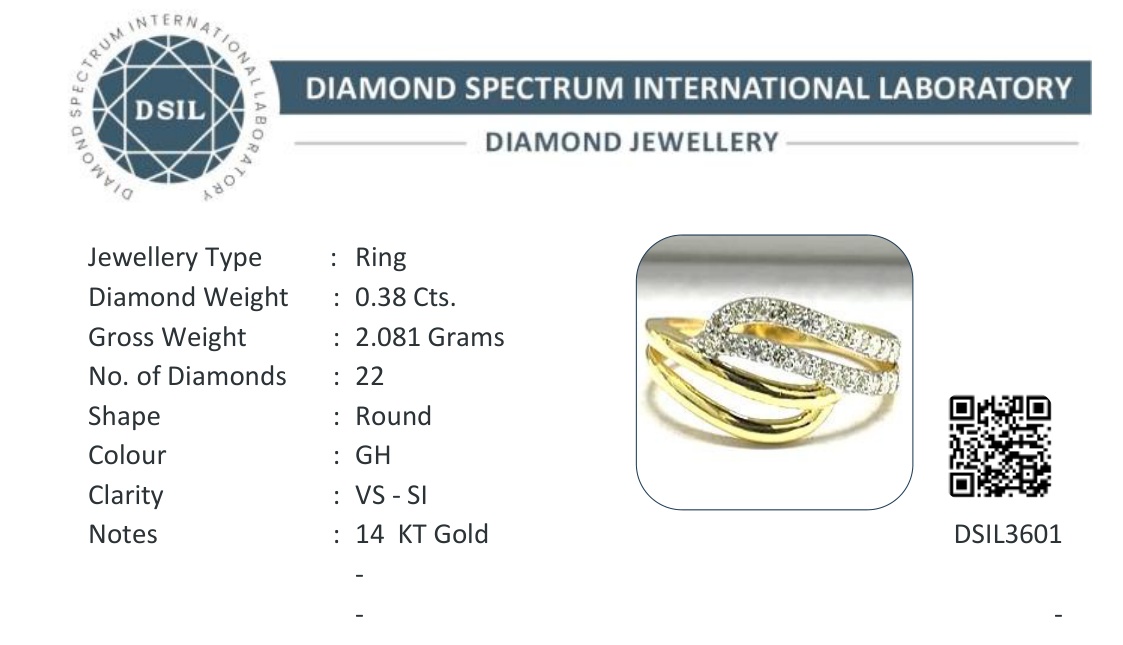 DIAMOND SPECTRUM INTERNATIONAL LABORATORY
DSIL
DIAMOND SPECTRUM INTERNATIONAL LABORATORY
DIAMOND JEWELLERY
Jewellery Type : Ring
Diamond Weight : 0.38 Cts.
Gross Weight : 2.081 Grams
No. of Diamonds : 22
Shape : Round
Colour : GH
Clarity : VS - SI
Notes : 14 KT Gold
DSIL3601
-
- -